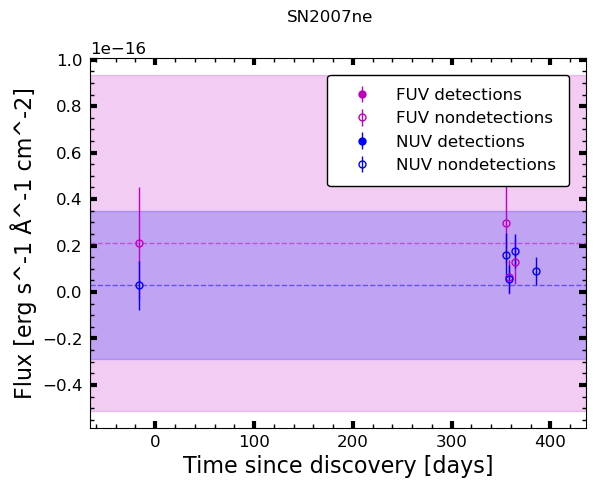 SN2007ne
1e−16
1.0
0.8
0.6
0.4
0.2
0.0
−0.2
−0.4
Flux [erg s^-1 Å^-1 cm^-2]
FUV detections
FUV nondetections
NUV detections
NUV nondetections
0 100 200 300 400
Time since discovery [days]